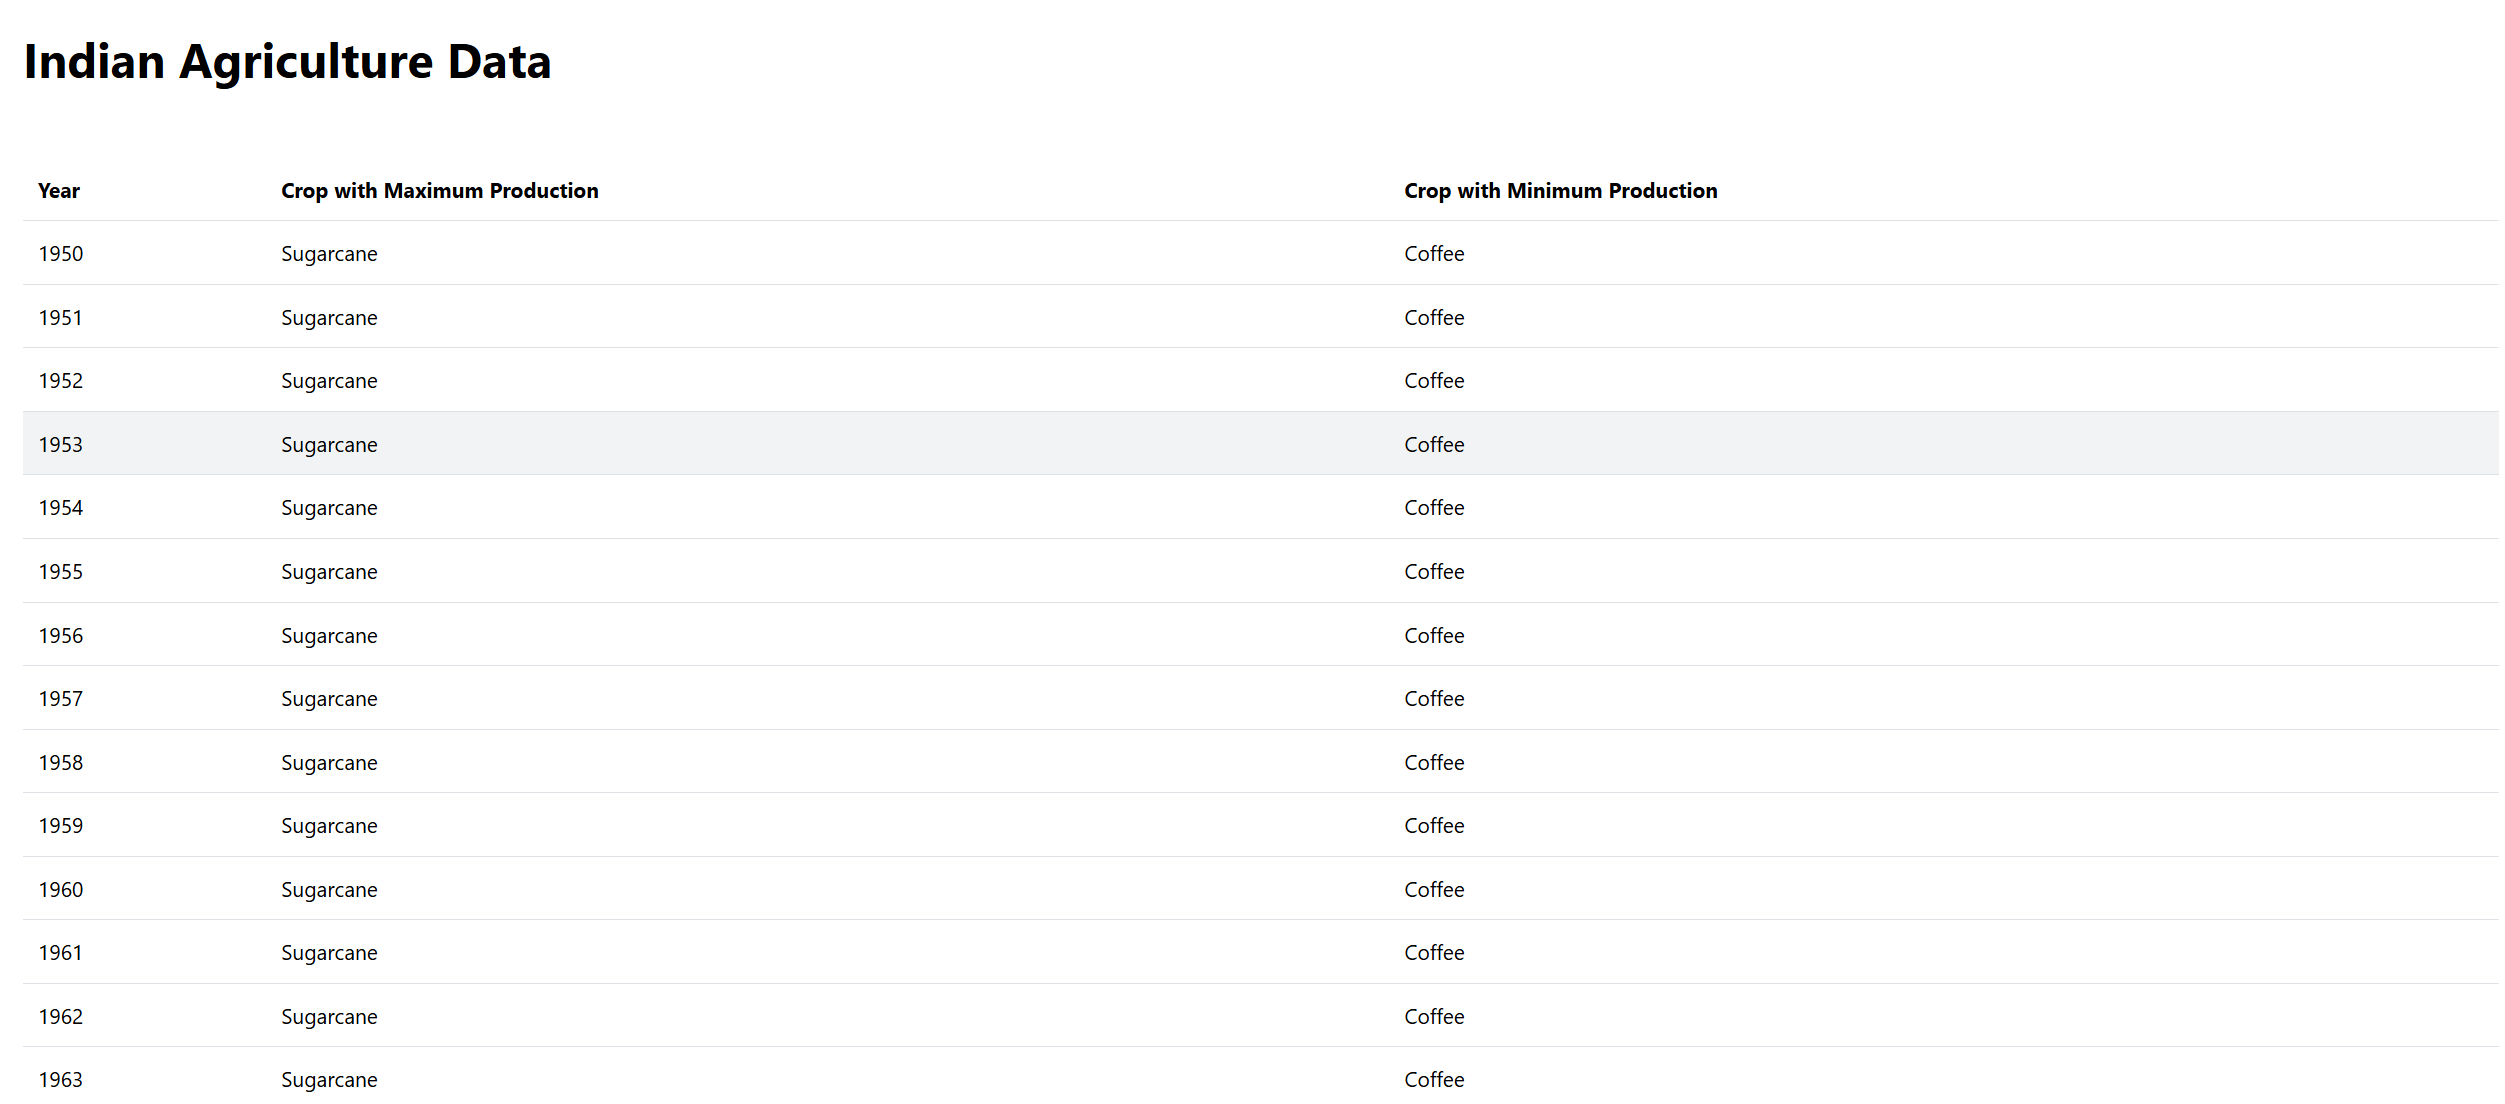 Indian Agriculture Data
Year Crop with Maximum Production Crop with Minimum Production
1950 Sugarcane Coffee
1951 Sugarcane Coffee
1952 Sugarcane Coffee
1953 Sugarcane Coffee
1954 Sugarcane Coffee
1955 Sugarcane Coffee
1956 Sugarcane Coffee
1957 Sugarcane Coffee
1958 Sugarcane Coffee
1959 Sugarcane Coffee
1960 Sugarcane Coffee
1961 Sugarcane Coffee
1962 Sugarcane Coffee
1963 Sugarcane Coffee